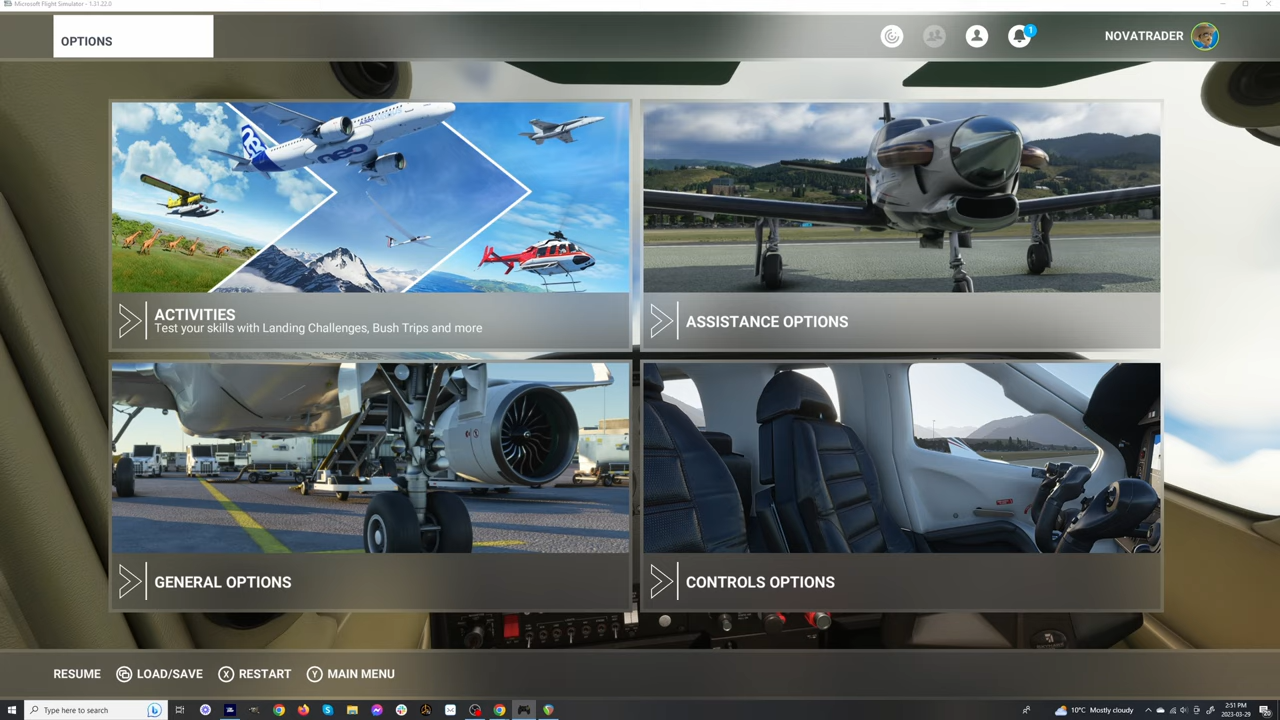 Microsoft Flight Simulator - 1.31.22.0
OPTIONS
1
NOVATRADER
neo
ACTIVITIES
Test your skills with Landing Challenges, Bush Trips and more
ASSISTANCE OPTIONS
GENERAL OPTIONS
CONTROLS OPTIONS
RESUME
LOAD/SAVE
X RESTART
Y MAIN MENU
Type here to search
10°C Mostly cloudy
2:51 PM
2023-03-29